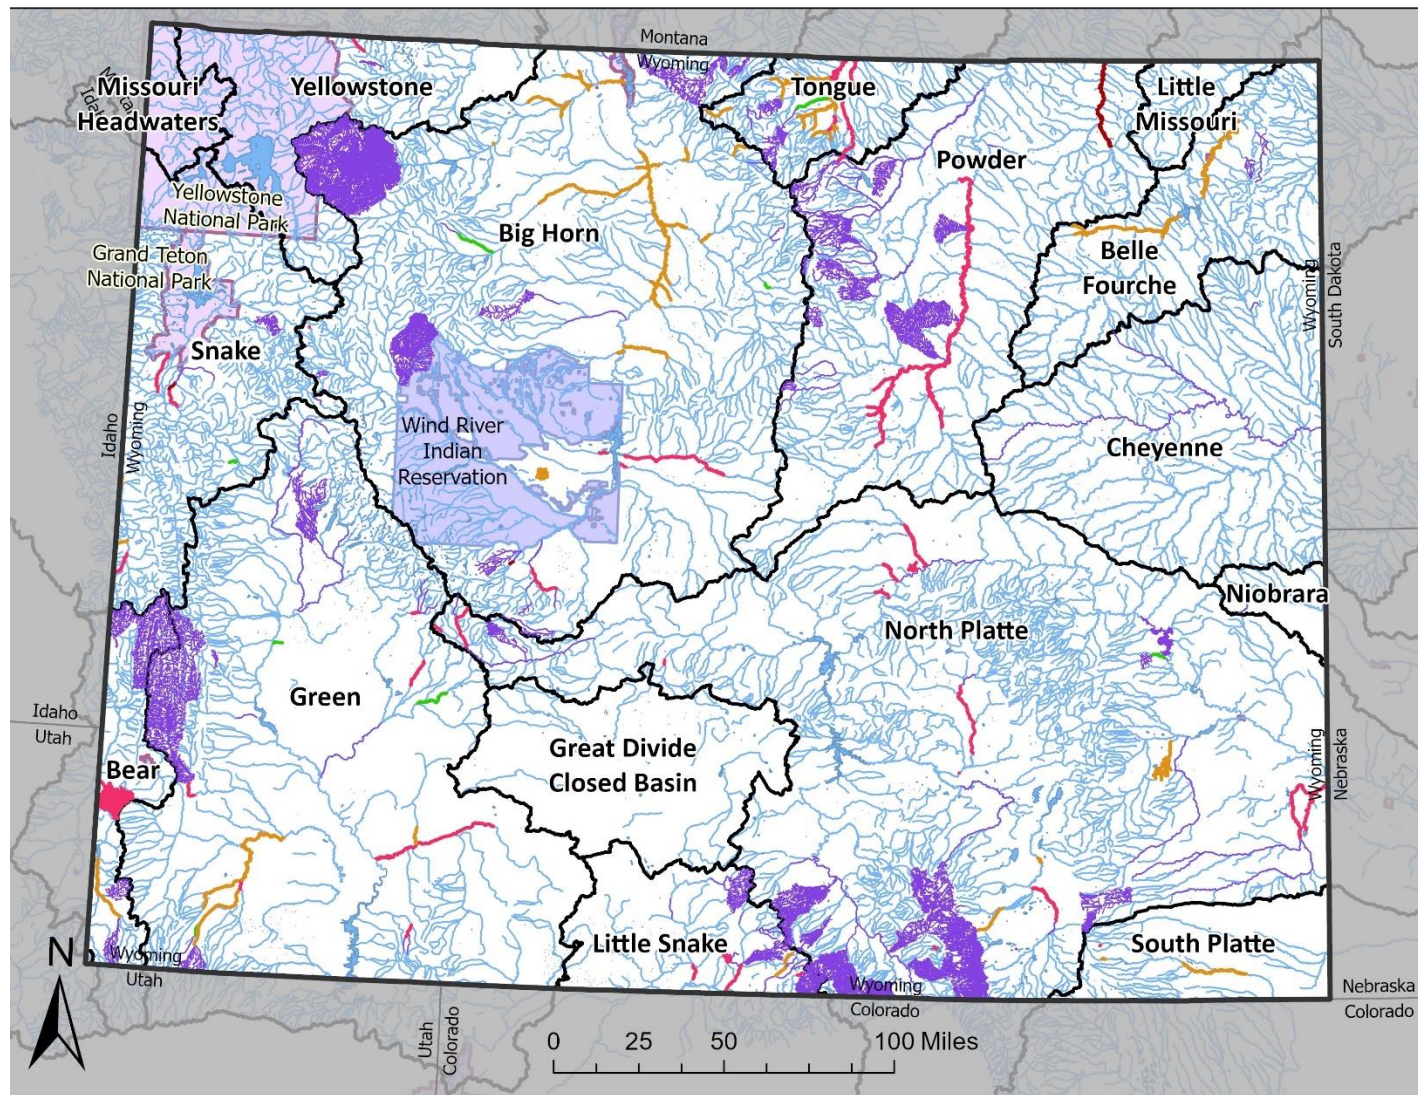 Montana
Wyoming
Missouri
Headwaters
Montana
Idaho
Yellowstone
Tongue
Little
Missouri
Powder
Yellowstone
National Park
Big Horn
Belle
Fourche
Grand Teton
National Park
Wyoming
South Dakota
Snake
Idaho
Wyoming
Wind River
Indian
Reservation
Cheyenne
Niobrara
North Platte
Green
Idaho
Utah
Great Divide
Closed Basin
Wyoming
Nebraska
Bear
N
Wyoming
Utah
Little Snake
South Platte
Wyoming
Colorado
Nebraska
Colorado
Utah
Colorado
0 25 50 100 Miles